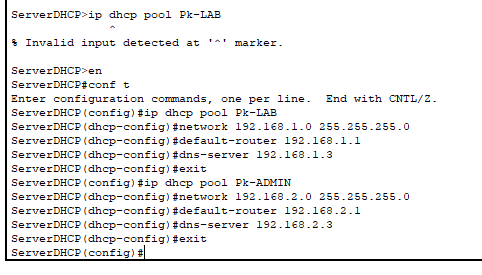 ServerDHCP>ip dhcp pool Pk-LAB
^
% Invalid input detected at '^' marker.
ServerDHCP>en
ServerDHCP#conf t
Enter configuration commands, one per line.  End with CNTL/Z.
ServerDHCP(config)#ip dhcp pool Pk-LAB
ServerDHCP(dhcp-config)#network 192.168.1.0 255.255.255.0
ServerDHCP(dhcp-config)#default-router 192.168.1.1
ServerDHCP(dhcp-config)#dns-server 192.168.1.3
ServerDHCP(dhcp-config)#exit
ServerDHCP(config)#ip dhcp pool Pk-ADMIN
ServerDHCP(dhcp-config)#network 192.168.2.0 255.255.255.0
ServerDHCP(dhcp-config)#default-router 192.168.2.1
ServerDHCP(dhcp-config)#dns-server 192.168.2.3
ServerDHCP(dhcp-config)#exit
ServerDHCP(config)#